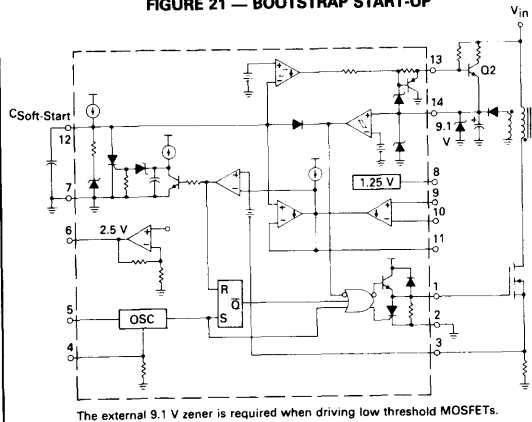 FIGURE 21 — BOOTSTRAP START-UP
Vin
13
Q2
CSoft-Start
12
14
9.1
V
7
8
1.25 V
9
10
6
2.5 V
11
R
Q
S
1
5
OSC
2
4
3
The external 9.1 V zener is required when driving low threshold MOSFETs.